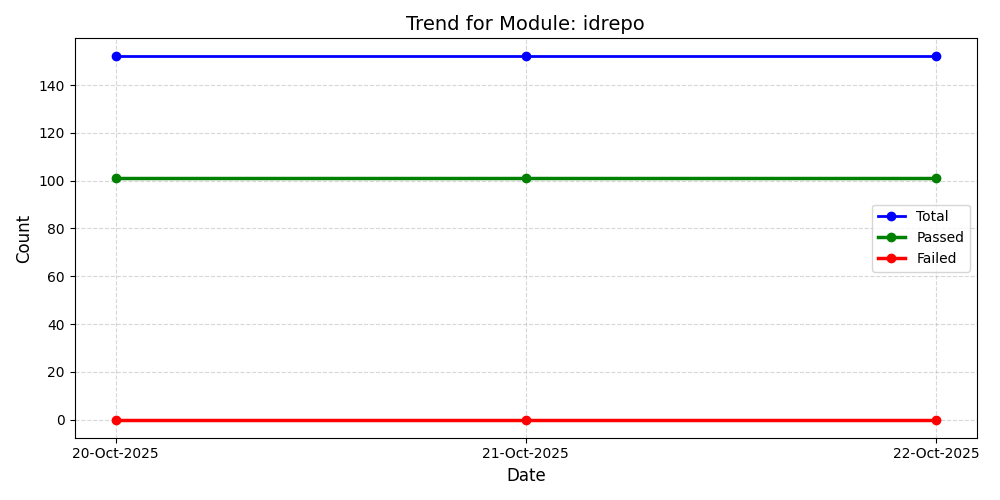 Trend for Module: idrepo
Count
140
120
100
80
60
40
20
0
Total
Passed
Failed
20-Oct-2025
21-Oct-2025
22-Oct-2025
Date